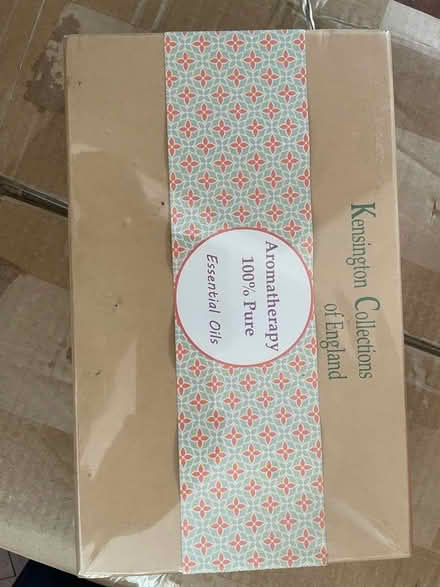 Kensington Collections
of England
Aromatherapy
100% Pure
Essential Oils